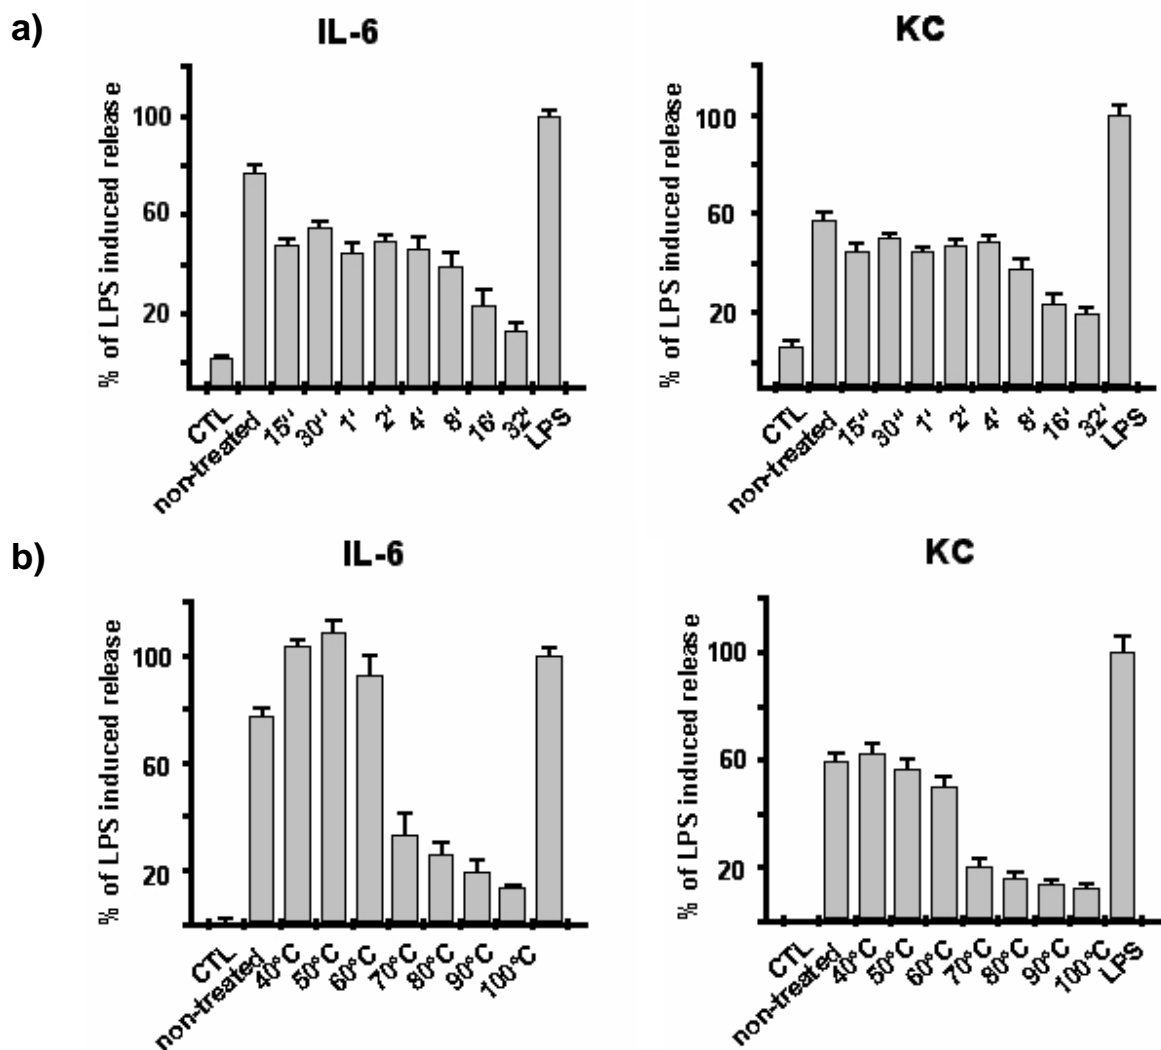 a)
IL-6
KC
% of LPS induced release
100
60
20
CTL
non-treated
15"
30"
1'
2'
4'
8'
16'
32'
LPS
% of LPS induced release
100
60
20
CTL
non-treated
15"
30"
1'
2'
4'
8'
16'
32'
LPS
b)
IL-6
KC
% of LPS induced release
100
60
20
CTL
non-treated
40°C
50°C
60°C
70°C
80°C
90°C
100°C
% of LPS induced release
100
60
20
CTL
non-treated
40°C
50°C
60°C
70°C
80°C
90°C
100°C
LPS